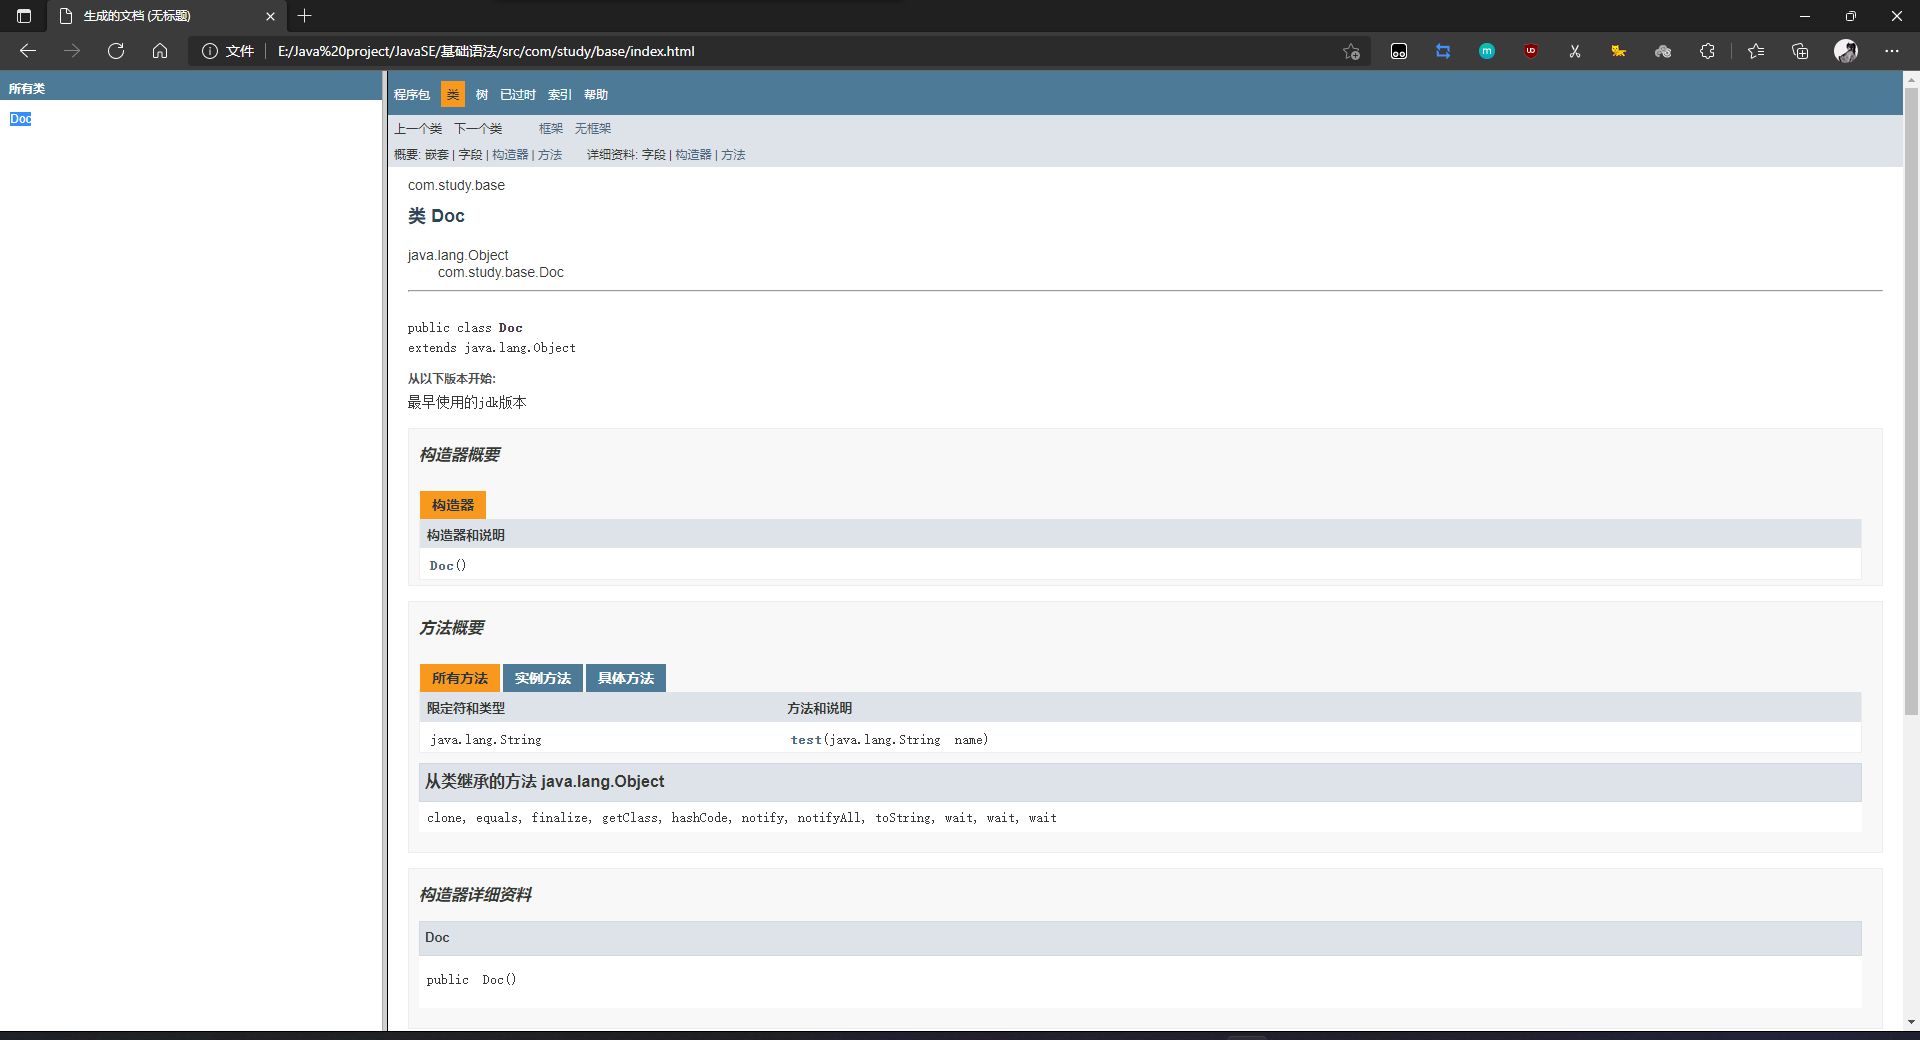 生成的文档 (无标题)
文件 E:/Java%20project/JavaSE/基础语法/src/com/study/base/index.html
所有类
Doc
程序包 类 树 已过时 索引 帮助
上一个类 下一个类 框架 无框架
概要: 嵌套 | 字段 | 构造器 | 方法 详细资料: 字段 | 构造器 | 方法
com.study.base
类 Doc
java.lang.Object
com.study.base.Doc
public class Doc
extends java.lang.Object
从以下版本开始:
最早使用的jdk版本
构造器概要
构造器
构造器和说明
Doc()
方法概要
所有方法 实例方法 具体方法
限定符和类型 方法和说明
java.lang.String test(java.lang.String name)
从类继承的方法 java.lang.Object
clone, equals, finalize, getClass, hashCode, notify, notifyAll, toString, wait, wait, wait
构造器详细资料
Doc
public Doc()